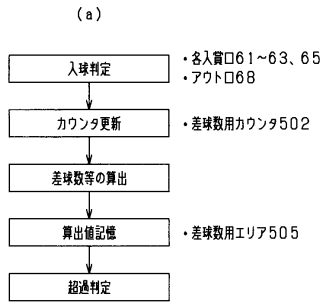 (a)
入球判定
・各入賞口61～63、65
・アウト口68
カウンタ更新
・差球数用カウンタ502
差球数等の算出
算出値記憶
・差球数用エリア505
超過判定